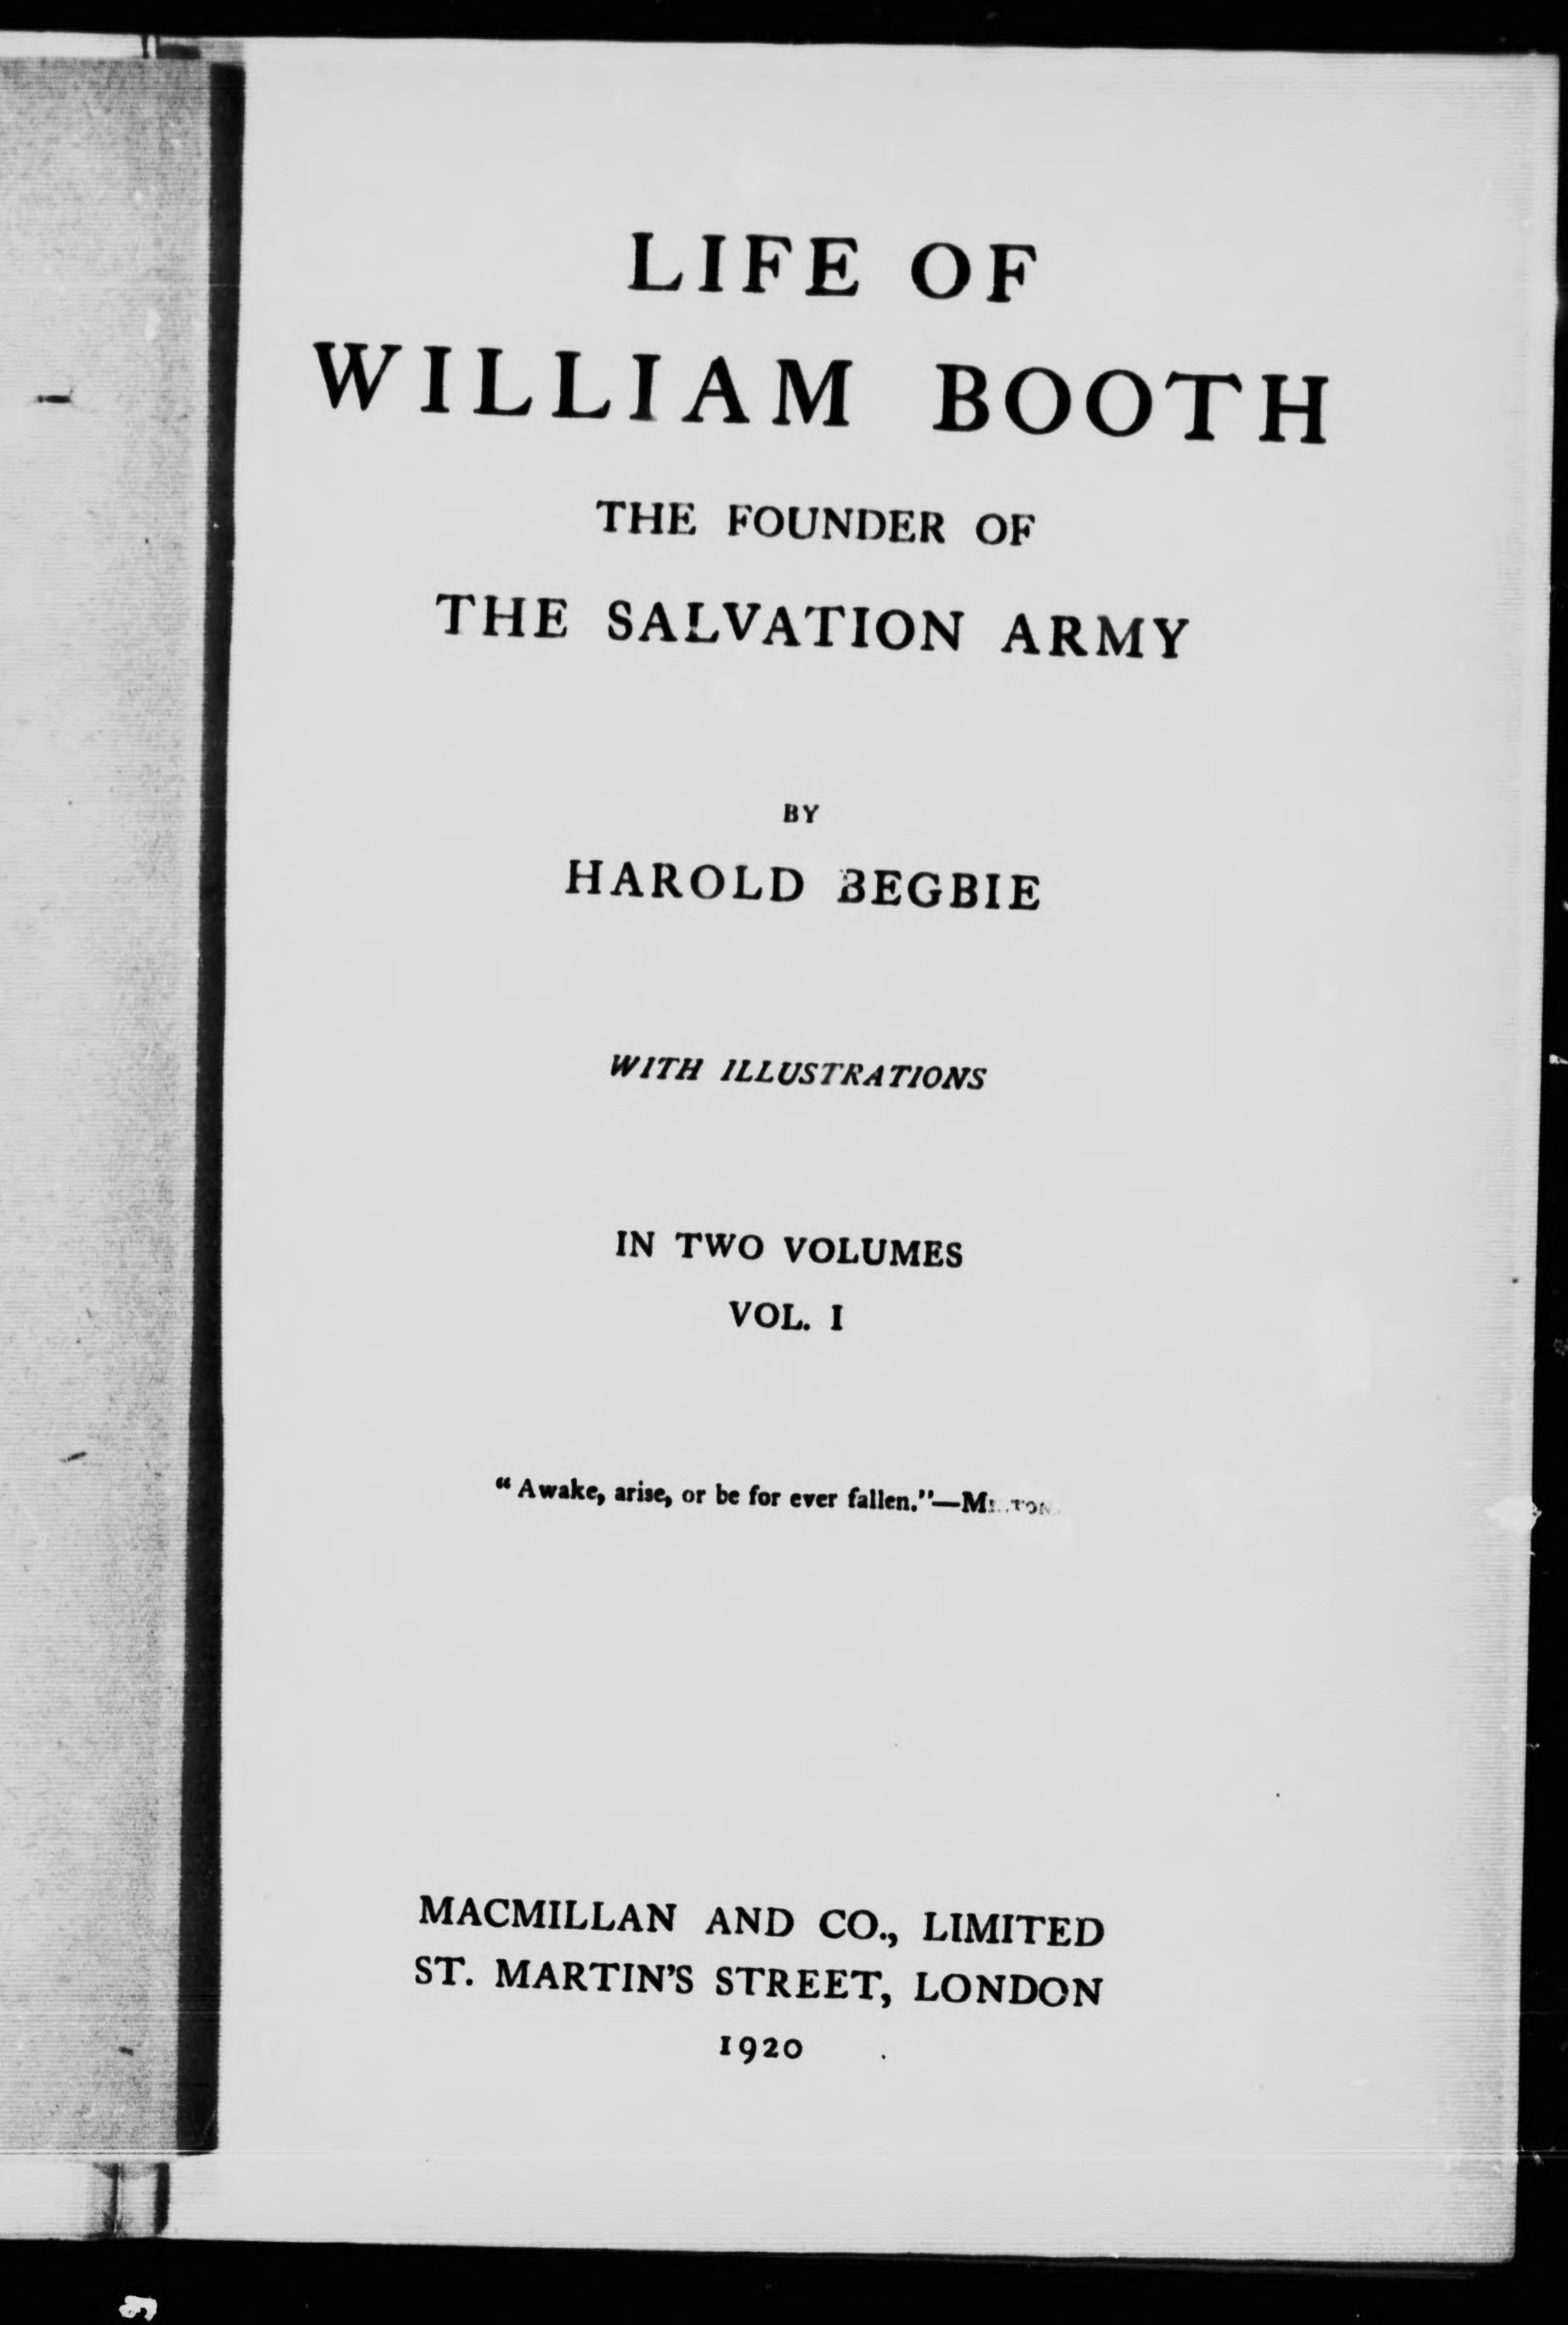 LIFE OF
WILLIAM BOOTH
THE FOUNDER OF
THE SALVATION ARMY
BY
HAROLD BEGBIE
WITH ILLUSTRATIONS
IN TWO VOLUMES
VOL. I
"Awake, arise, or be for ever fallen."—MILTON.
MACMILLAN AND CO., LIMITED
ST. MARTIN'S STREET, LONDON
1920